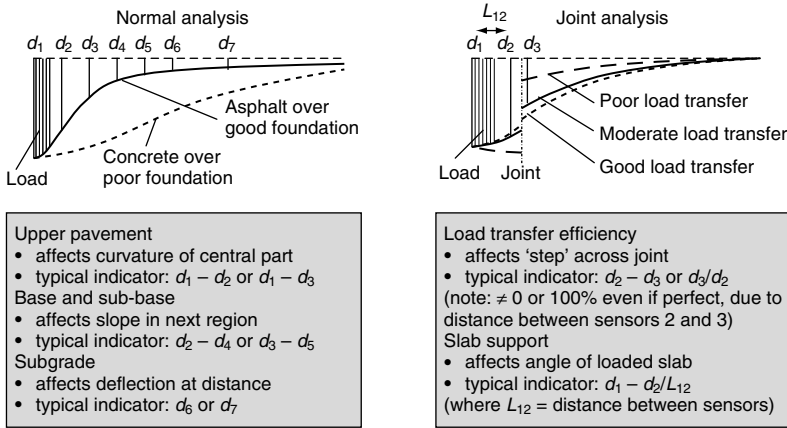 Normal analysis
d1 d2 d3 d4 d5 d6 d7
Asphalt over
good foundation
Concrete over
poor foundation
Load
Upper pavement
• affects curvature of central part
• typical indicator: d1 – d2 or d1 – d3
Base and sub-base
• affects slope in next region
• typical indicator: d2 – d4 or d3 – d5
Subgrade
• affects deflection at distance
• typical indicator: d6 or d7
Joint analysis
L12
d1 d2 d3
Poor load transfer
Moderate load transfer
Good load transfer
Load
Joint
Load transfer efficiency
• affects ‘step’ across joint
• typical indicator: d2 – d3 or d3/d2
(note: ≠ 0 or 100% even if perfect, due to
distance between sensors 2 and 3)
Slab support
• affects angle of loaded slab
• typical indicator: d1 – d2/L12
(where L12 = distance between sensors)